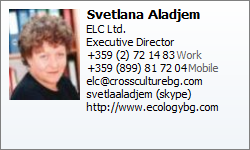 Svetlana Aladjem
ELC Ltd.
Executive Director
+359 (2) 72 14 83 Work
+359 (899) 81 72 04 Mobile
elc@crossculturebg.com
svetlaaladjem (skype)
http://www.ecologybg.com